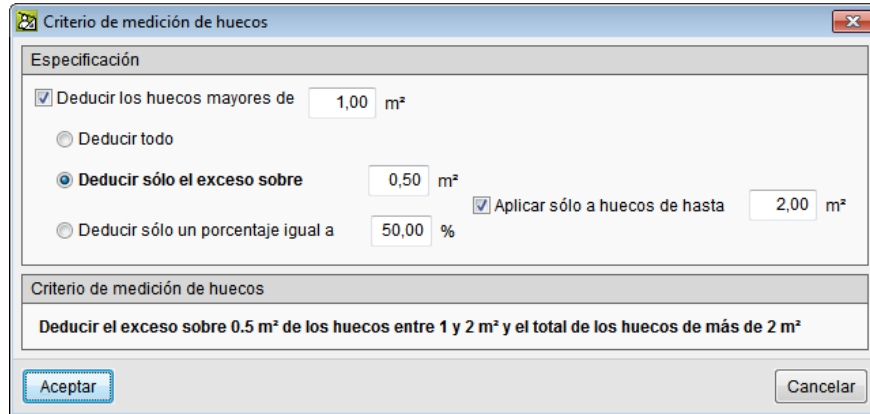 Criterio de medición de huecos
Especificación
Deducir los huecos mayores de 1,00 m²
Deducir todo
Deducir sólo el exceso sobre 0,50 m²
Aplicar sólo a huecos de hasta 2,00 m²
Deducir sólo un porcentaje igual a 50,00 %
Criterio de medición de huecos
Deducir el exceso sobre 0.5 m² de los huecos entre 1 y 2 m² y el total de los huecos de más de 2 m²
Aceptar
Cancelar